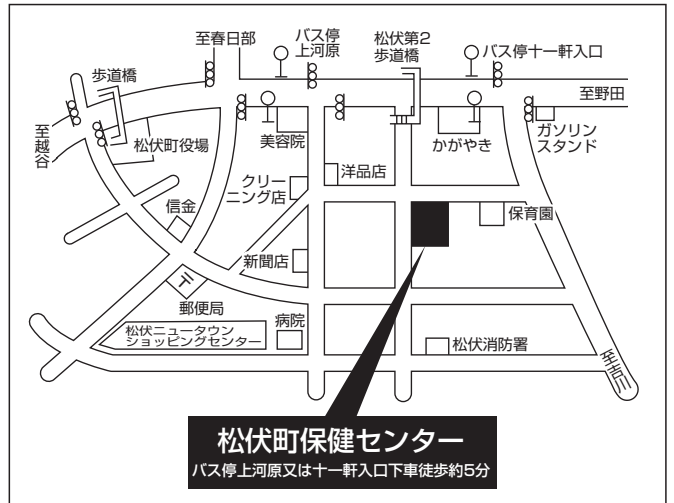 至春日部
バス停
上河原
松伏第2
歩道橋
バス停十一軒入口
歩道橋
至野田
至越谷
松伏町役場
美容院
かがやき
ガソリン
スタンド
クリー
ニング店
洋品店
信金
保育園
新聞店
〒
郵便局
松伏ニュータウン
ショッピングセンター
病院
松伏消防署
至吉川
松伏町保健センター
バス停上河原又は十一軒入口下車徒歩約5分